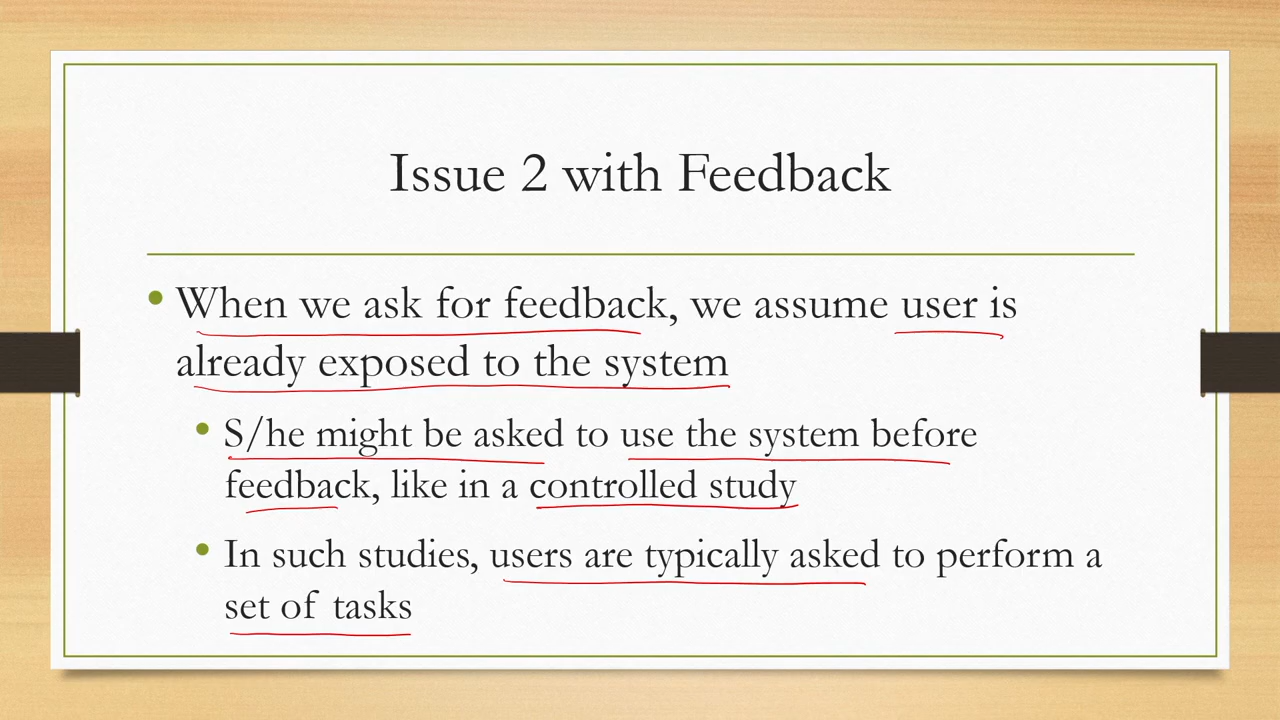 Issue 2 with Feedback
• When we ask for feedback, we assume user is
already exposed to the system
• S/he might be asked to use the system before
feedback, like in a controlled study
• In such studies, users are typically asked to perform a
set of tasks